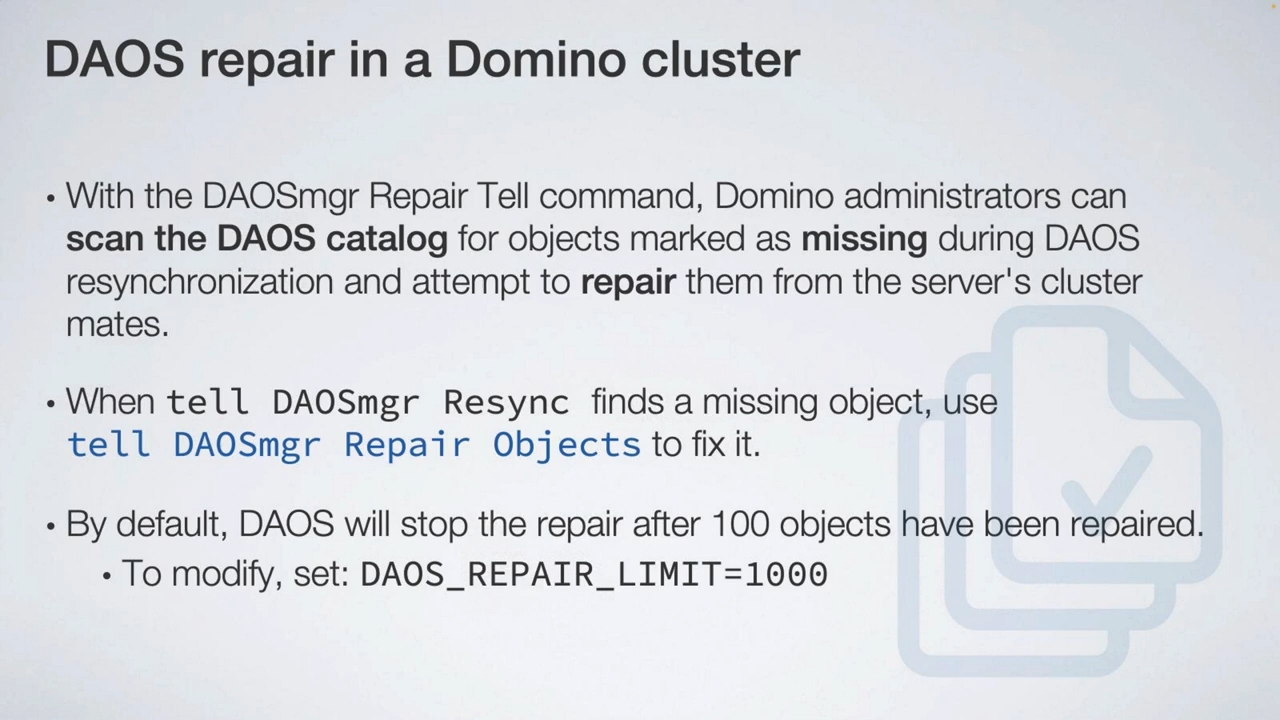 DAOS repair in a Domino cluster
• With the DAOSmgr Repair Tell command, Domino administrators can
scan the DAOS catalog for objects marked as missing during DAOS
resynchronization and attempt to repair them from the server's cluster
mates.
• When tell DAOSmgr Resync finds a missing object, use
tell DAOSmgr Repair Objects to fix it.
• By default, DAOS will stop the repair after 100 objects have been repaired.
• To modify, set: DAOS_REPAIR_LIMIT=1000